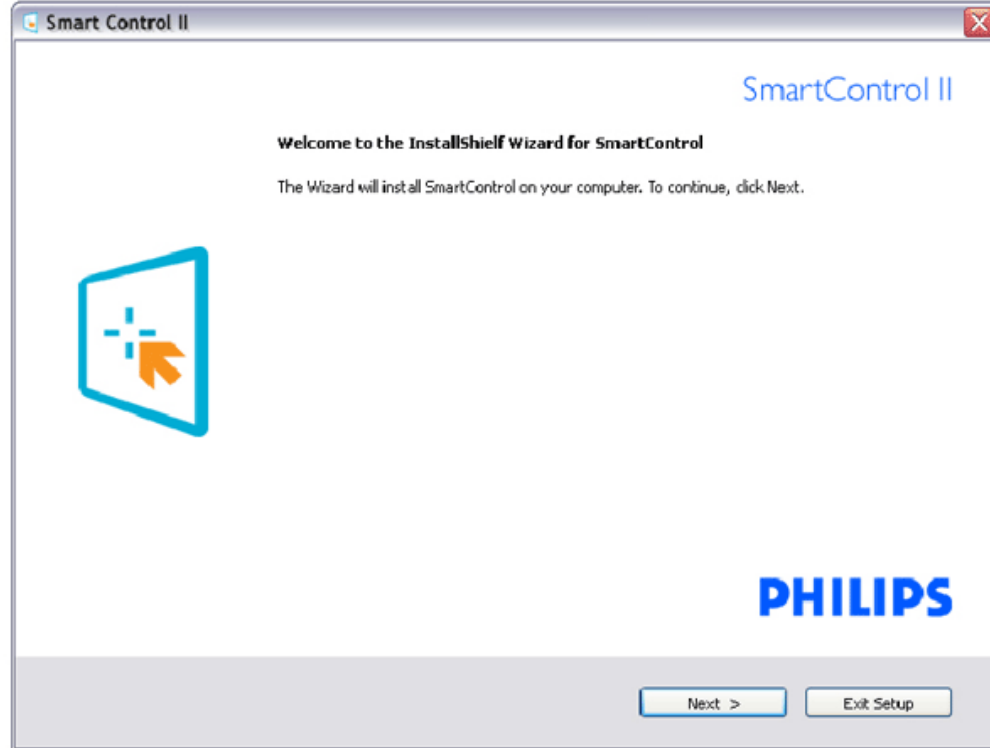 Smart Control II
SmartControl II
Welcome to the InstallShielf Wizard for SmartControl
The Wizard will install SmartControl on your computer. To continue, click Next.
PHILIPS
Next >
Exit Setup